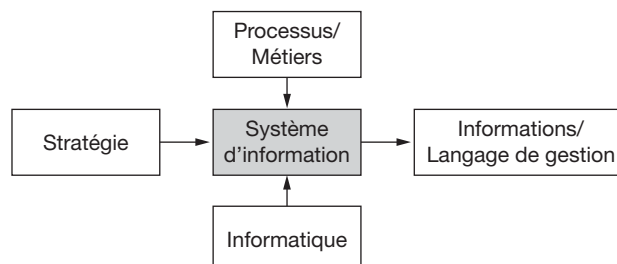 Processus/
Métiers
Stratégie
Système
d’information
Informations/
Langage de gestion
Informatique